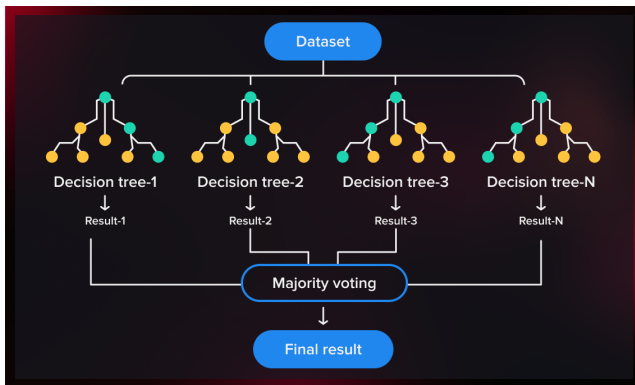 Dataset
Decision tree-1
Decision tree-2
Decision tree-3
Decision tree-N
Result-1
Result-2
Result-3
Result-N
Majority voting
Final result